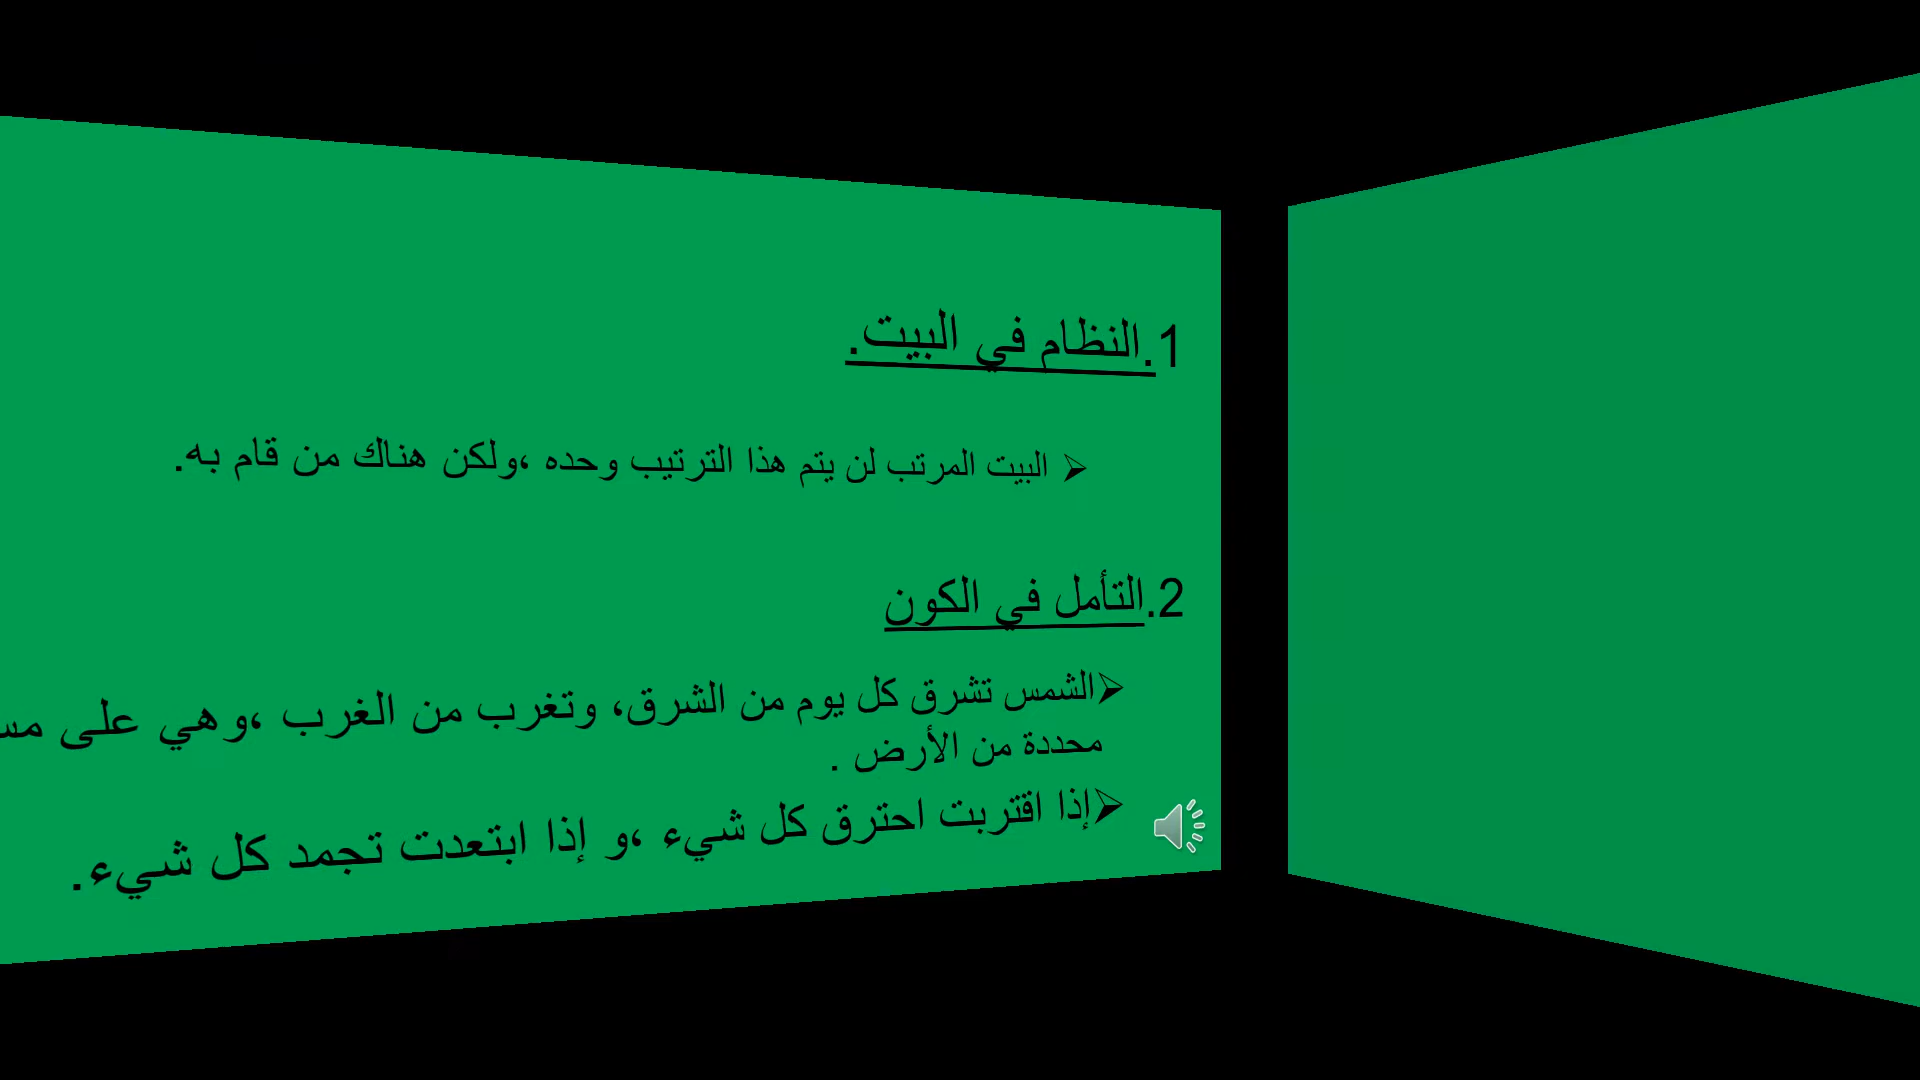 1.النظام في البيت.
البيت المرتب لن يتم هذا الترتيب وحده ،ولكن هناك من قام به.
2.التأمل في الكون
الشمس تشرق كل يوم من الشرق، وتغرب من الغرب ،وهي على
محددة من الأرض .
إذا اقتربت احترق كل شيء ،و إذا ابتعدت تجمد كل شيء.